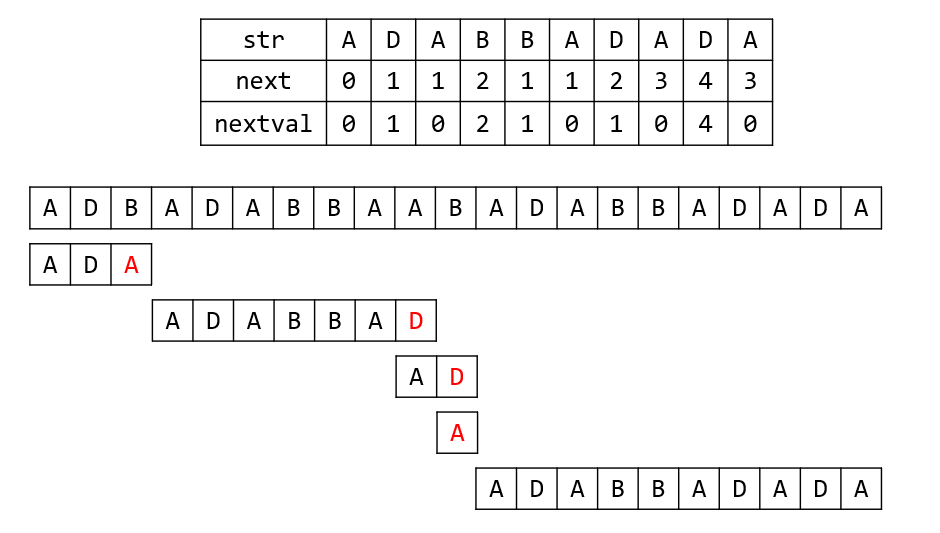 str A D A B B A D A D A
next 0 1 1 2 1 1 2 3 4 3
nextval 0 1 0 2 1 0 1 0 4 0
A D B A D A B B A A B A D A B B A D A D A
A D A
A D A B B A D
A D
A
A D A B B A D A D A